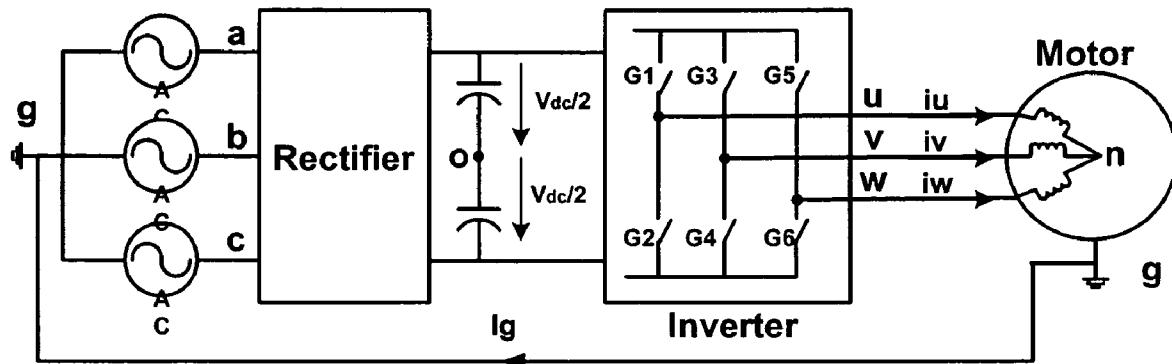 a
A
C
g
b
A
C
c
A
C
Rectifier
Vdc/2
o
Vdc/2
G1 G3 G5
G2 G4 G6
Inverter
u iu
v iv
w iw
Motor
n
g
Ig